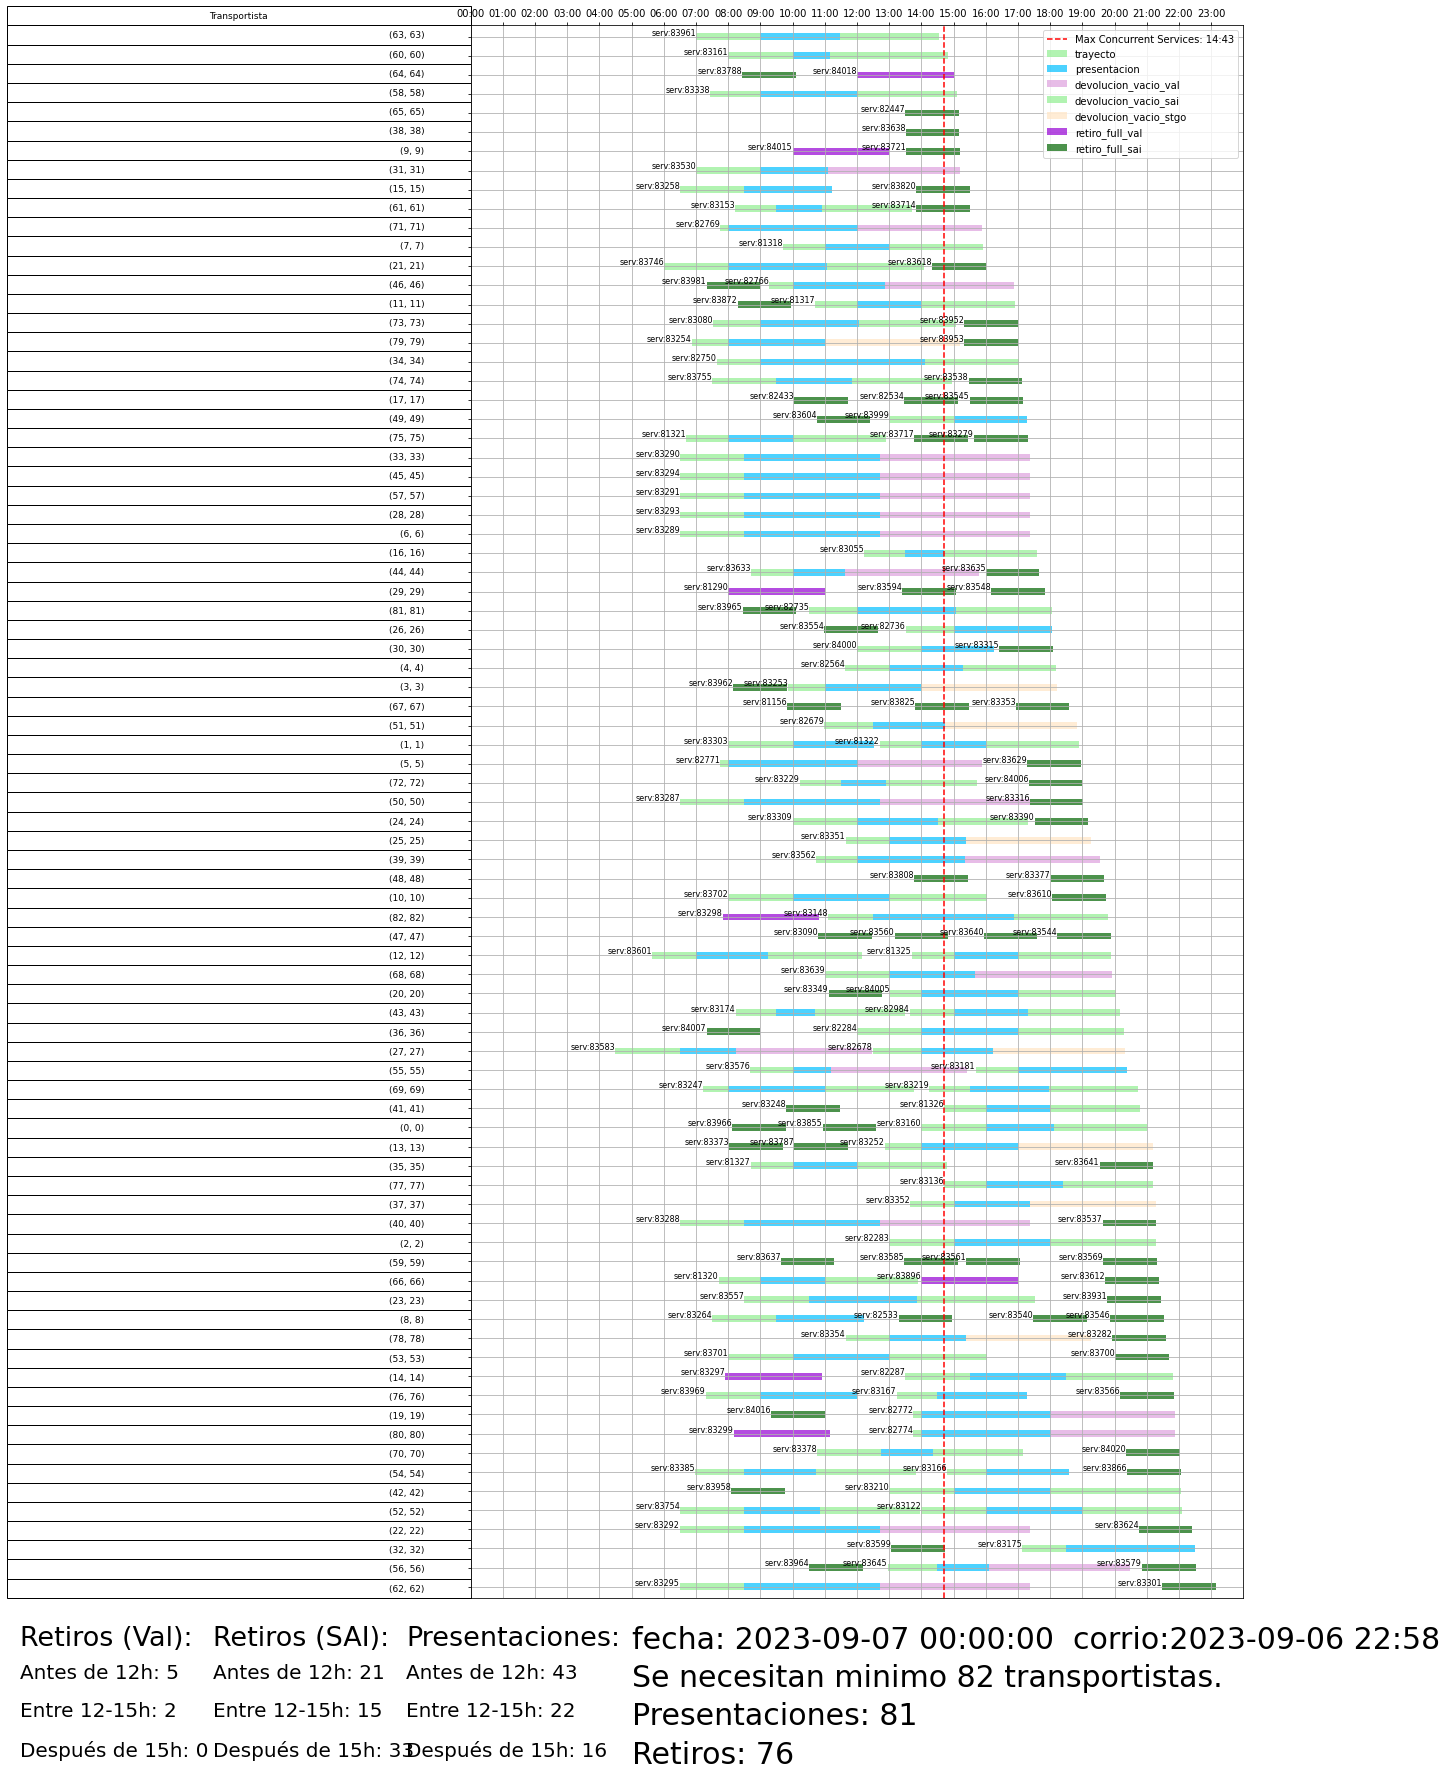 Transportista
00:00 01:00 02:00 03:00 04:00 05:00 06:00 07:00 08:00 09:00 10:00 11:00 12:00 13:00 14:00 15:00 16:00 17:00 18:00 19:00 20:00 21:00 22:00 23:00
Max Concurrent Services: 14:43
trayecto
presentacion
devolucion_vacio_val
devolucion_vacio_sai
devolucion_vacio_stgo
retiro_full_val
retiro_full_sai
(63, 63) serv:83961
(60, 60) serv:83161
(64, 64) serv:83788 serv:84018
(58, 58) serv:83338
(65, 65) serv:82447
(38, 38) serv:83638
(9, 9) serv:84015 serv:83721
(31, 31) serv:83530
(15, 15) serv:83258 serv:83820
(61, 61) serv:83153 serv:83714
(71, 71) serv:82769
(7, 7) serv:81318
(21, 21) serv:83746 serv:83618
(46, 46) serv:83981 serv:82766
(11, 11) serv:83872 serv:81317
(73, 73) serv:83080 serv:83952
(79, 79) serv:83254 serv:83953
(34, 34) serv:82750
(74, 74) serv:83755 serv:83538
(17, 17) serv:82433 serv:82534 serv:83545
(49, 49) serv:83604 serv:83999
(75, 75) serv:81321 serv:83717 serv:83279
(33, 33) serv:83290
(45, 45) serv:83294
(57, 57) serv:83291
(28, 28) serv:83293
(6, 6) serv:83289
(16, 16) serv:83055
(44, 44) serv:83633 serv:83635
(29, 29) serv:81290 serv:83594 serv:83548
(81, 81) serv:83965 serv:82735
(26, 26) serv:83554 serv:82736
(30, 30) serv:84000 serv:83315
(4, 4) serv:82564
(3, 3) serv:83962 serv:83253
(67, 67) serv:81156 serv:83825 serv:83353
(51, 51) serv:82679
(1, 1) serv:83303 serv:81322
(5, 5) serv:82771 serv:83629
(72, 72) serv:83229 serv:84006
(50, 50) serv:83287 serv:83316
(24, 24) serv:83309 serv:83390
(25, 25) serv:83351
(39, 39) serv:83562
(48, 48) serv:83808 serv:83377
(10, 10) serv:83702 serv:83610
(82, 82) serv:83298 serv:83148
(47, 47) serv:83090 serv:83560 serv:83640 serv:83544
(12, 12) serv:83601 serv:81325
(68, 68) serv:83639
(20, 20) serv:83349 serv:84005
(43, 43) serv:83174 serv:82984
(36, 36) serv:84007 serv:82284
(27, 27) serv:83583 serv:82678
(55, 55) serv:83576 serv:83181
(69, 69) serv:83247 serv:83219
(41, 41) serv:83248 serv:81326
(0, 0) serv:83966 serv:83855 serv:83160
(13, 13) serv:83373 serv:83787 serv:83252
(35, 35) serv:81327 serv:83641
(77, 77) serv:83136
(37, 37) serv:83352
(40, 40) serv:83288 serv:83537
(2, 2) serv:82283
(59, 59) serv:83637 serv:83585 serv:83561 serv:83569
(66, 66) serv:81320 serv:83896 serv:83612
(23, 23) serv:83557 serv:83931
(8, 8) serv:83264 serv:82533 serv:83540 serv:83546
(78, 78) serv:83354 serv:83282
(53, 53) serv:83701 serv:83700
(14, 14) serv:83297 serv:82287
(76, 76) serv:83969 serv:83167 serv:83566
(19, 19) serv:84016 serv:82772
(80, 80) serv:83299 serv:82774
(70, 70) serv:83378 serv:84020
(54, 54) serv:83385 serv:83166 serv:83866
(42, 42) serv:83958 serv:83210
(52, 52) serv:83754 serv:83122
(22, 22) serv:83292 serv:83624
(32, 32) serv:83599 serv:83175
(56, 56) serv:83964 serv:83645 serv:83579
(62, 62) serv:83295 serv:83301
Retiros (Val): Retiros (SAI): Presentaciones: fecha: 2023-09-07 00:00:00 corrio:2023-09-06 22:58
Antes de 12h: 5 Antes de 12h: 21 Antes de 12h: 43 Se necesitan minimo 82 transportistas.
Entre 12-15h: 2 Entre 12-15h: 15 Entre 12-15h: 22 Presentaciones: 81
Después de 15h: 0 Después de 15h: 33 Después de 15h: 16 Retiros: 76